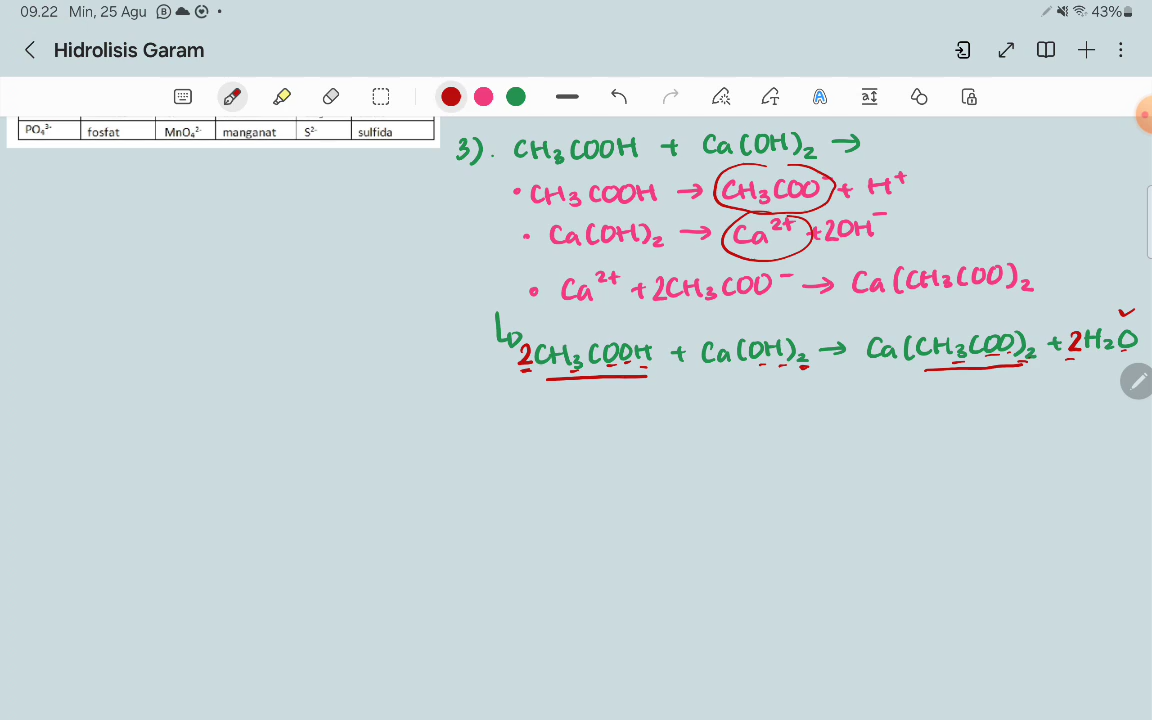 09.22 Min, 25 Agu 43%
Hidrolisis Garam
PO₄³⁻ fosfat MnO₄²⁻ manganat S²⁻ sulfida
3). CH₃COOH + Ca(OH)₂ →
• CH₃COOH → CH₃COO⁻ + H⁺
• Ca(OH)₂ → Ca²⁺ + 2OH⁻
• Ca²⁺ + 2CH₃COO⁻ → Ca(CH₃COO)₂
2CH₃COOH + Ca(OH)₂ → Ca(CH₃COO)₂ + 2H₂O